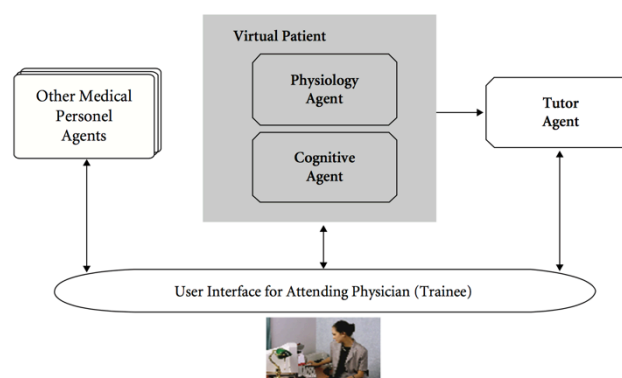 Virtual Patient
Physiology
Agent
Cognitive
Agent
Other Medical
Personel
Agents
Tutor
Agent
User Interface for Attending Physician (Trainee)